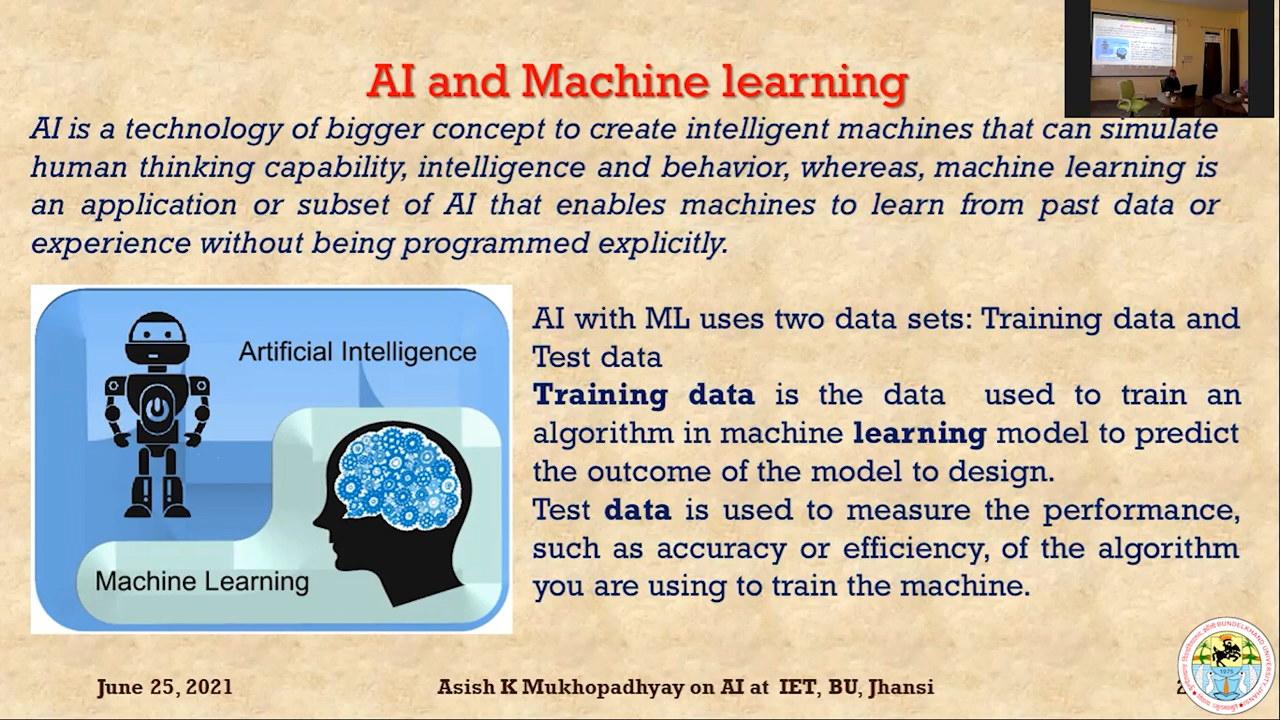 AI and Machine learning
AI is a technology of bigger concept to create intelligent machines that can simulate
human thinking capability, intelligence and behavior, whereas, machine learning is
an application or subset of AI that enables machines to learn from past data or
experience without being programmed explicitly.
Artificial Intelligence
Machine Learning
AI with ML uses two data sets: Training data and
Test data
Training data is the data used to train an
algorithm in machine learning model to predict
the outcome of the model to design.
Test data is used to measure the performance,
such as accuracy or efficiency, of the algorithm
you are using to train the machine.
June 25, 2021
Asish K Mukhopadhyay on AI at IET, BU, Jhansi
BUNDELKHAND UNIVERSITY JHANSI
1975